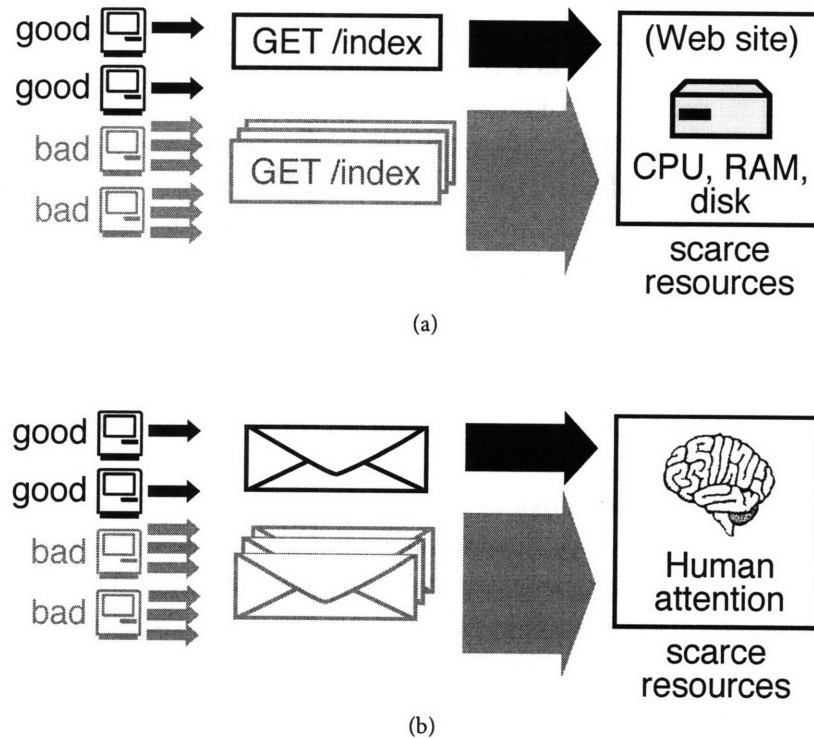 good
GET /index
(Web site)
good
bad
GET /index
bad
CPU, RAM,
disk
scarce
resources
(a)
good
good
bad
bad
Human
attention
scarce
resources
(b)